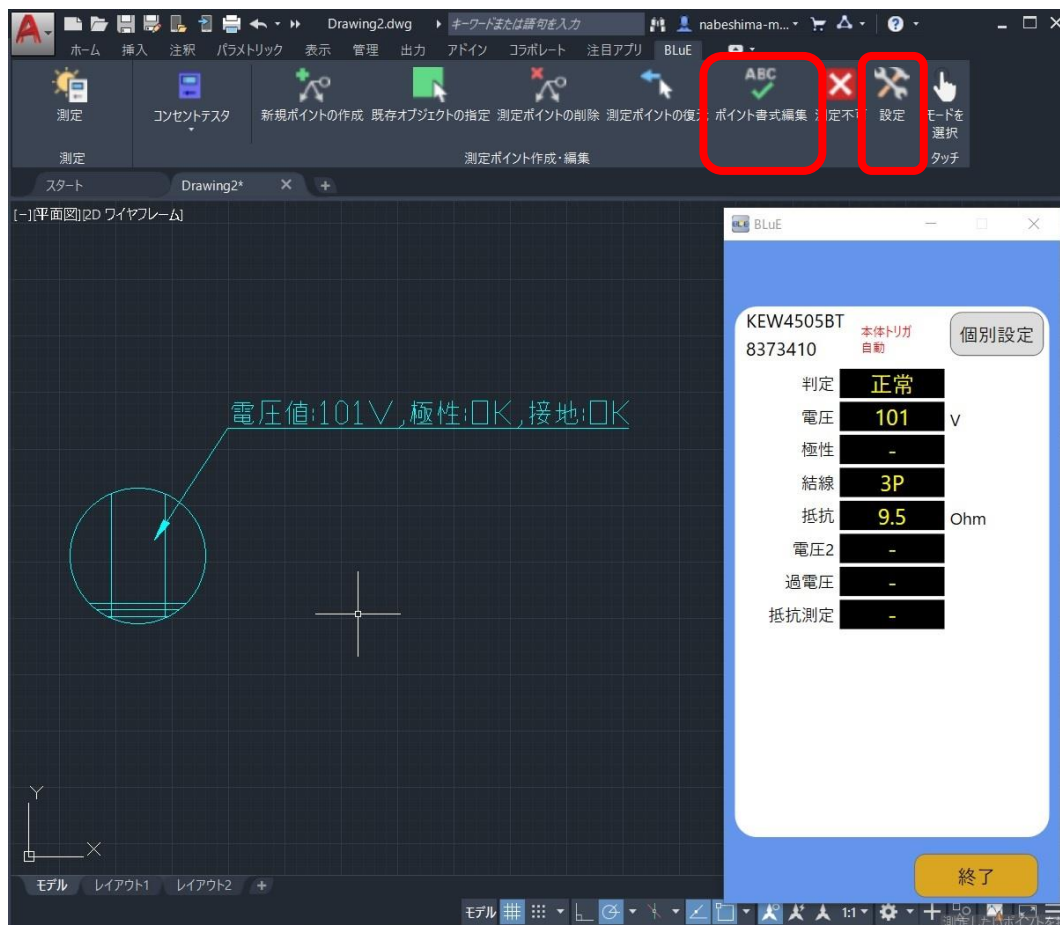 A Drawing2.dwg キーワードまたは語句を入力 nabeshima-m...
ホーム 挿入 注釈 パラメトリック 表示 管理 出力 アドイン コラボレート 注目アプリ BLuE
測定 コンセントテスタ 新規ポイントの作成 既存オブジェクトの指定 測定ポイントの削除 測定ポイントの復元 ABC ポイント書式編集 測定不可 設定 モードを
選択
測定 測定ポイント作成・編集 タッチ
スタート Drawing2*
[−][平面図][2D ワイヤフレーム]
BLuE
KEW4505BT 本体トリガ 個別設定
8373410 自動
判定 正常
電圧値:101V,極性:OK,接地:OK
電圧 101 V
極性 -
結線 3P
抵抗 9.5 Ohm
電圧2 -
過電圧 -
抵抗測定 -
Y
X
終了
モデル レイアウト1 レイアウト2 +
モデル 1:1